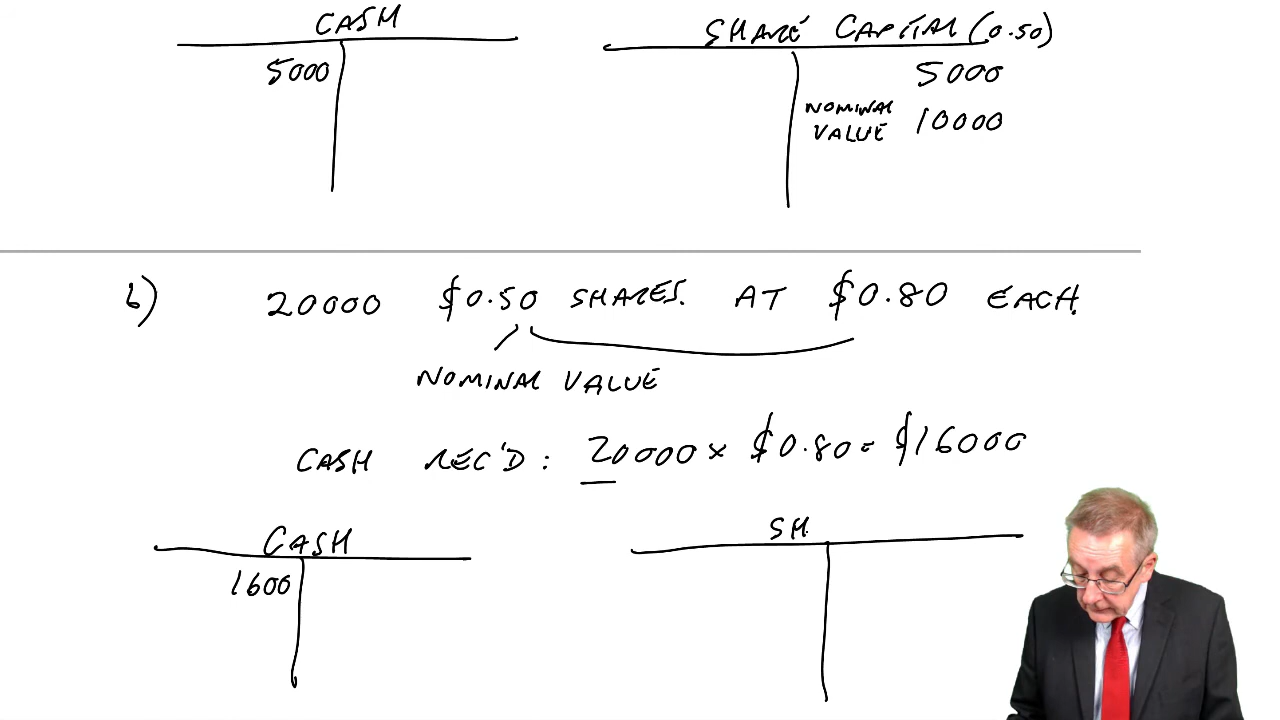 CASH
SHARE CAPITAL (0.50)
5000
5000
NOMINAL
VALUE 10000
b) 20000 $0.50 SHARES. AT $0.80 EACH.
NOMINAL VALUE
CASH REC'D: 20000 × $0.80 = $16000
CASH
SH.
1600